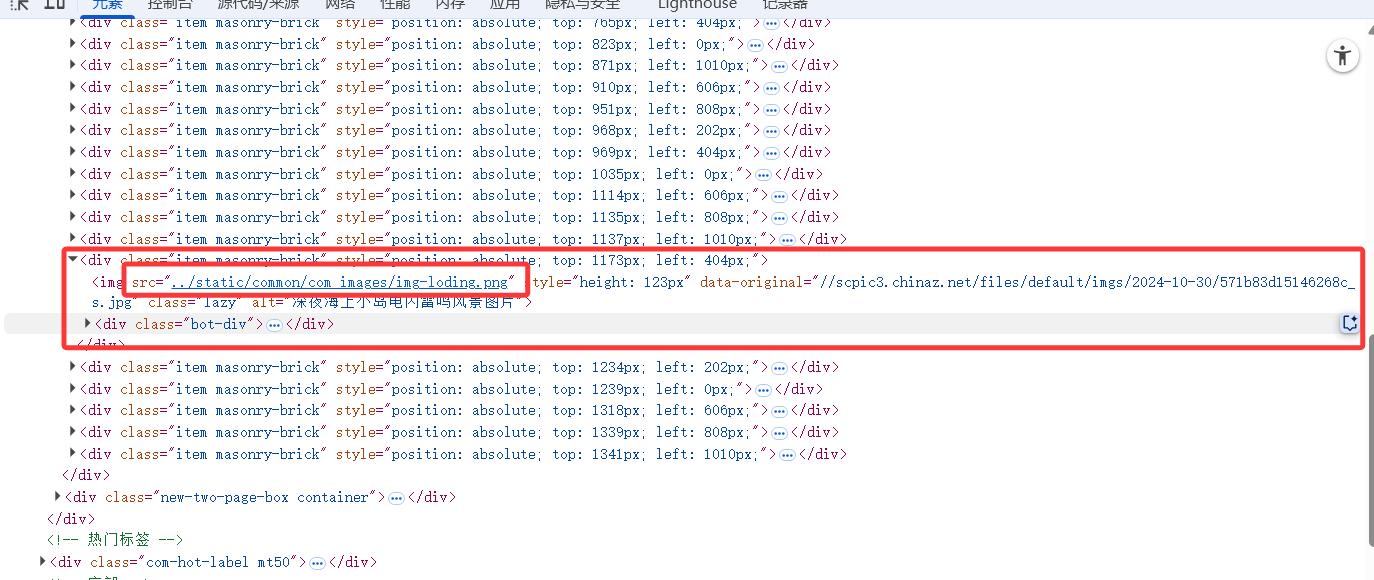 元素 控制台 源代码/来源 网络 性能 内存 应用 隐私与安全 Lighthouse 记录器
<div class="item masonry-brick" style="position: absolute; top: 765px; left: 404px;">…</div>
<div class="item masonry-brick" style="position: absolute; top: 823px; left: 0px;">…</div>
<div class="item masonry-brick" style="position: absolute; top: 871px; left: 1010px;">…</div>
<div class="item masonry-brick" style="position: absolute; top: 910px; left: 606px;">…</div>
<div class="item masonry-brick" style="position: absolute; top: 951px; left: 808px;">…</div>
<div class="item masonry-brick" style="position: absolute; top: 968px; left: 202px;">…</div>
<div class="item masonry-brick" style="position: absolute; top: 969px; left: 404px;">…</div>
<div class="item masonry-brick" style="position: absolute; top: 1035px; left: 0px;">…</div>
<div class="item masonry-brick" style="position: absolute; top: 1114px; left: 606px;">…</div>
<div class="item masonry-brick" style="position: absolute; top: 1135px; left: 808px;">…</div>
<div class="item masonry-brick" style="position: absolute; top: 1137px; left: 1010px;">…</div>
<div class="item masonry-brick" style="position: absolute; top: 1173px; left: 404px;">
<img src="../static/common/com_images/img-loding.png" style="height: 123px" data-original="//scpic3.chinaz.net/files/default/imgs/2024-10-30/571b83d15146268c_
s.jpg" class="lazy" alt="深夜海上小岛电闪雷鸣风景图片">
<div class="bot-div">…</div>
</div>
<div class="item masonry-brick" style="position: absolute; top: 1234px; left: 202px;">…</div>
<div class="item masonry-brick" style="position: absolute; top: 1239px; left: 0px;">…</div>
<div class="item masonry-brick" style="position: absolute; top: 1318px; left: 606px;">…</div>
<div class="item masonry-brick" style="position: absolute; top: 1339px; left: 808px;">…</div>
<div class="item masonry-brick" style="position: absolute; top: 1341px; left: 1010px;">…</div>
</div>
<div class="new-two-page-box container">…</div>
</div>
<!-- 热门标签 -->
<div class="com-hot-label mt50">…</div>